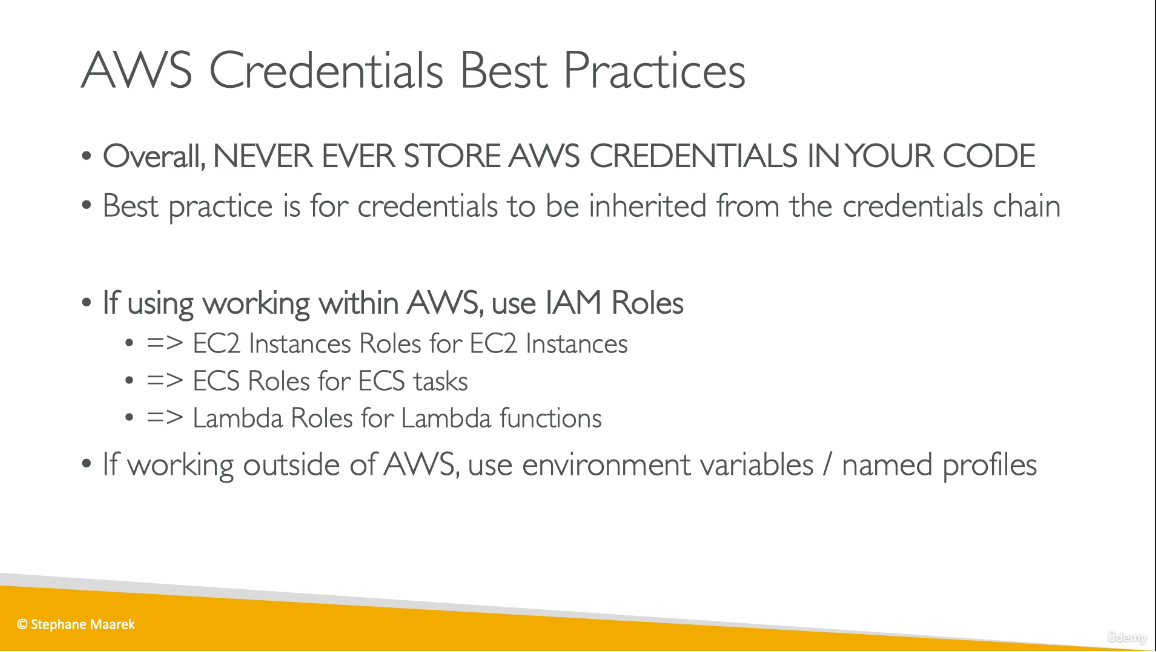 AWS Credentials Best Practices
• Overall, NEVER EVER STORE AWS CREDENTIALS IN YOUR CODE
• Best practice is for credentials to be inherited from the credentials chain
• If using working within AWS, use IAM Roles
• => EC2 Instances Roles for EC2 Instances
• => ECS Roles for ECS tasks
• => Lambda Roles for Lambda functions
• If working outside of AWS, use environment variables / named profiles
© Stephane Maarek
ûdemy